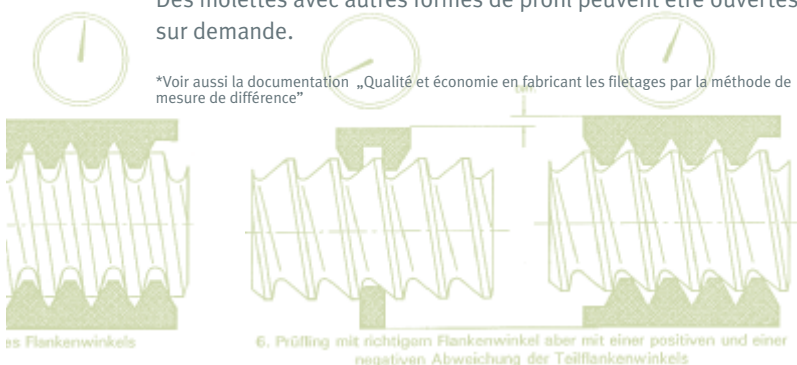 Des molettes avec autres formes de profil peuvent être ouvertes
sur demande.
*Voir aussi la documentation „Qualité et économie en fabricant les filetages par la méthode de
mesure de différence”
es Flankenwinkels
6. Prüfling mit richtigem Flankenwinkel aber mit einer positiven und einer
negativen Abweichung der Teilflankenwinkels